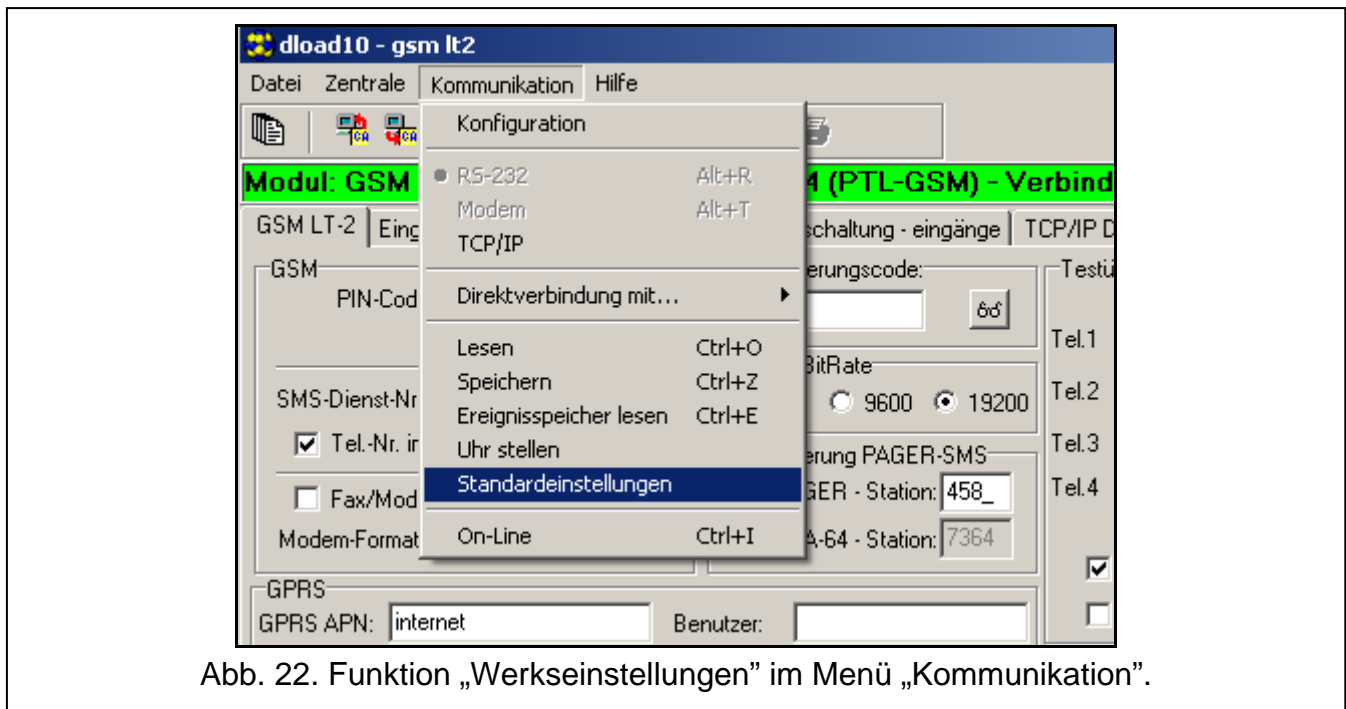 dload10 - gsm lt2
Datei Zentrale Kommunikation Hilfe
Konfiguration
RS-232 Alt+R
Modem Alt+T
TCP/IP
Direktverbindung mit...
Lesen Ctrl+O
Speichern Ctrl+Z
Ereignisspeicher lesen Ctrl+E
Uhr stellen
Standardeinstellungen
On-Line Ctrl+I
Modul: GSM 4 (PTL-GSM) - Verbind
GSM LT-2 Eing schaltung - eingänge TCP/IP D
GSM
PIN-Cod
SMS-Dienst-Nr
Tel.-Nr. in
Fax/Mod
Modem-Format
erungscode:
BitRate
9600 19200
erung PAGER-SMS
GER - Station: 458_
A-64 - Station: 7364
Testü
Tel.1
Tel.2
Tel.3
Tel.4
GPRS
GPRS APN: internet Benutzer:
Abb. 22. Funktion „Werkseinstellungen” im Menü „Kommunikation”.